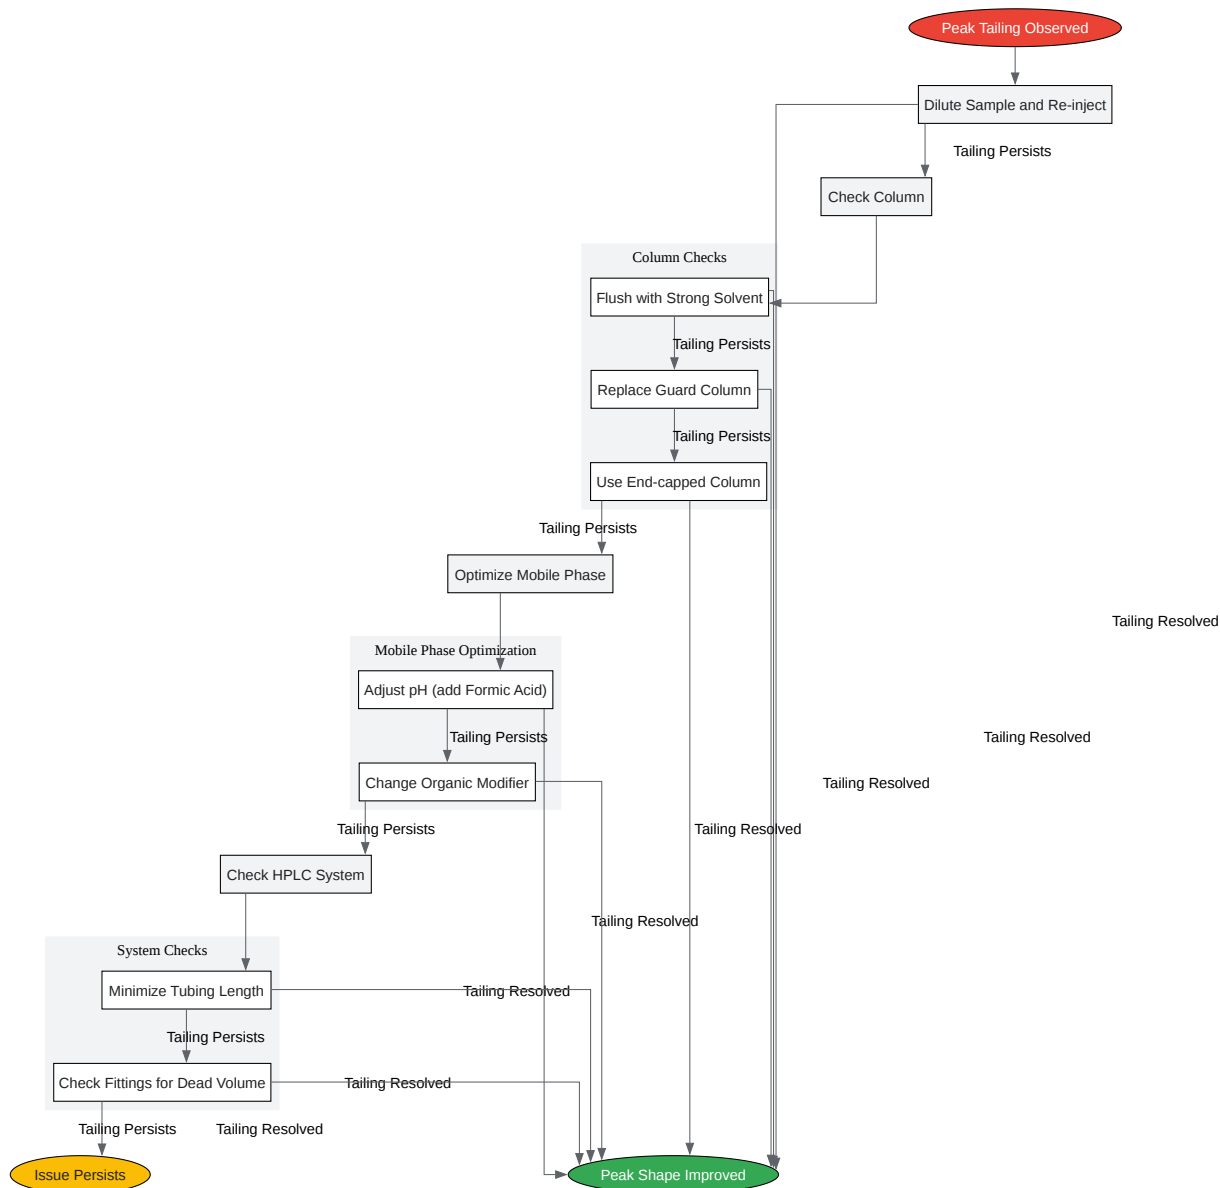 Peak Tailing Observed
Dilute Sample and Re-inject
Tailing Persists
Check Column
Column Checks
Flush with Strong Solvent
Tailing Persists
Replace Guard Column
Tailing Persists
Use End-capped Column
Tailing Persists
Optimize Mobile Phase
Tailing Resolved
Mobile Phase Optimization
Adjust pH (add Formic Acid)
Tailing Persists
Tailing Resolved
Change Organic Modifier
Tailing Resolved
Tailing Persists
Tailing Resolved
Check HPLC System
Tailing Resolved
System Checks
Minimize Tubing Length
Tailing Resolved
Tailing Persists
Check Fittings for Dead Volume
Tailing Resolved
Tailing Persists
Tailing Resolved
Issue Persists
Peak Shape Improved